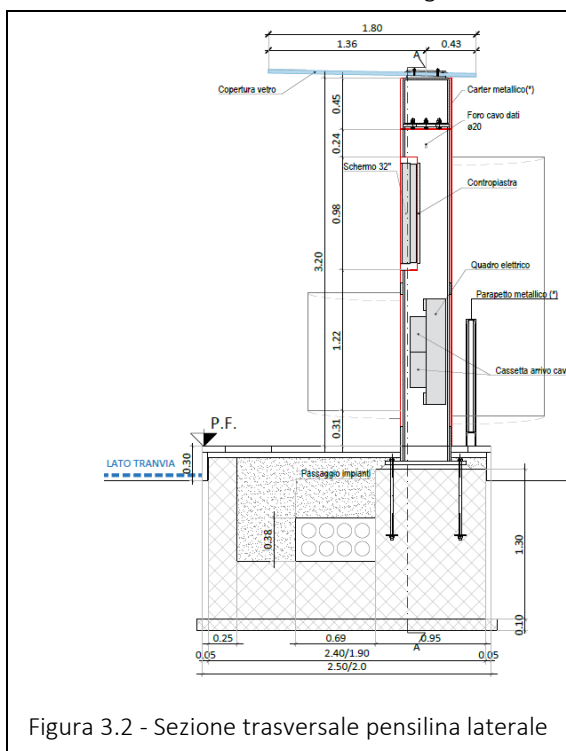 1.80
1.36
0.43
A
Copertura vetro
Carter metallico(*)
0.45
Foro cavo dati
ø20
0.24
Schermo 32"
Contropiastra
0.98
3.20
Quadro elettrico
Parapetto metallico (*)
1.22
Cassetta arrivo cav
0.31
P.F.
LATO TRANVIA
0.30
Passaggio impianti
0.38
1.30
0.10
0.25
0.69
0.95
A
0.05
2.40/1.90
0.05
2.50/2.0
Figura 3.2 - Sezione trasversale pensilina laterale